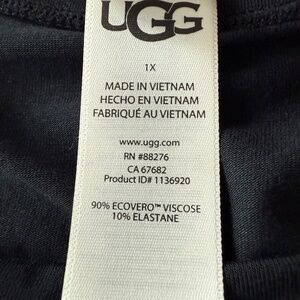 UGG
1X
MADE IN VIETNAM
HECHO EN VIETNAM
FABRIQUÉ AU VIETNAM
www.ugg.com
RN #88276
CA 67682
Product ID# 1136920
90% ECOVERO™ VISCOSE
10% ELASTANE